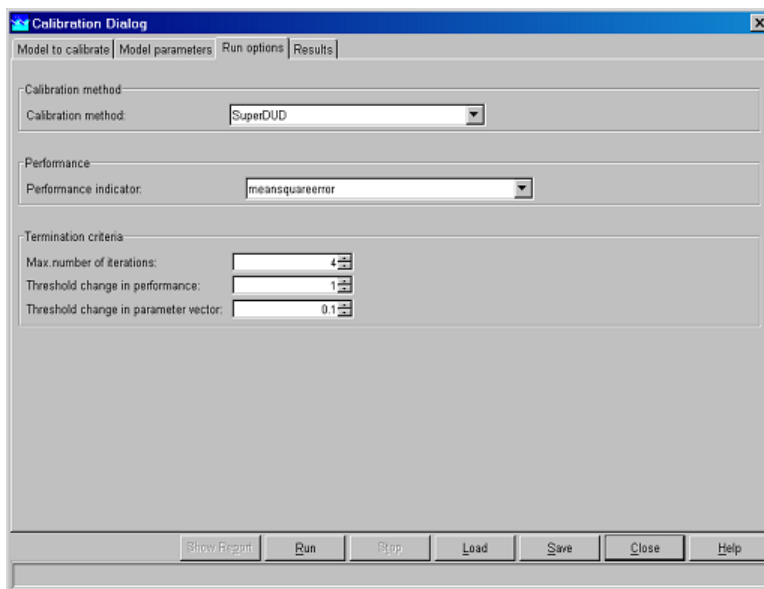 Calibration Dialog
Model to calibrate Model parameters Run options Results
Calibration method
Calibration method: SuperDUD
Performance
Performance indicator: meansquareerror
Termination criteria
Max.number of iterations: 4
Threshold change in performance: 1
Threshold change in parameter vector: 0.1
Show Report Run Stop Load Save Close Help